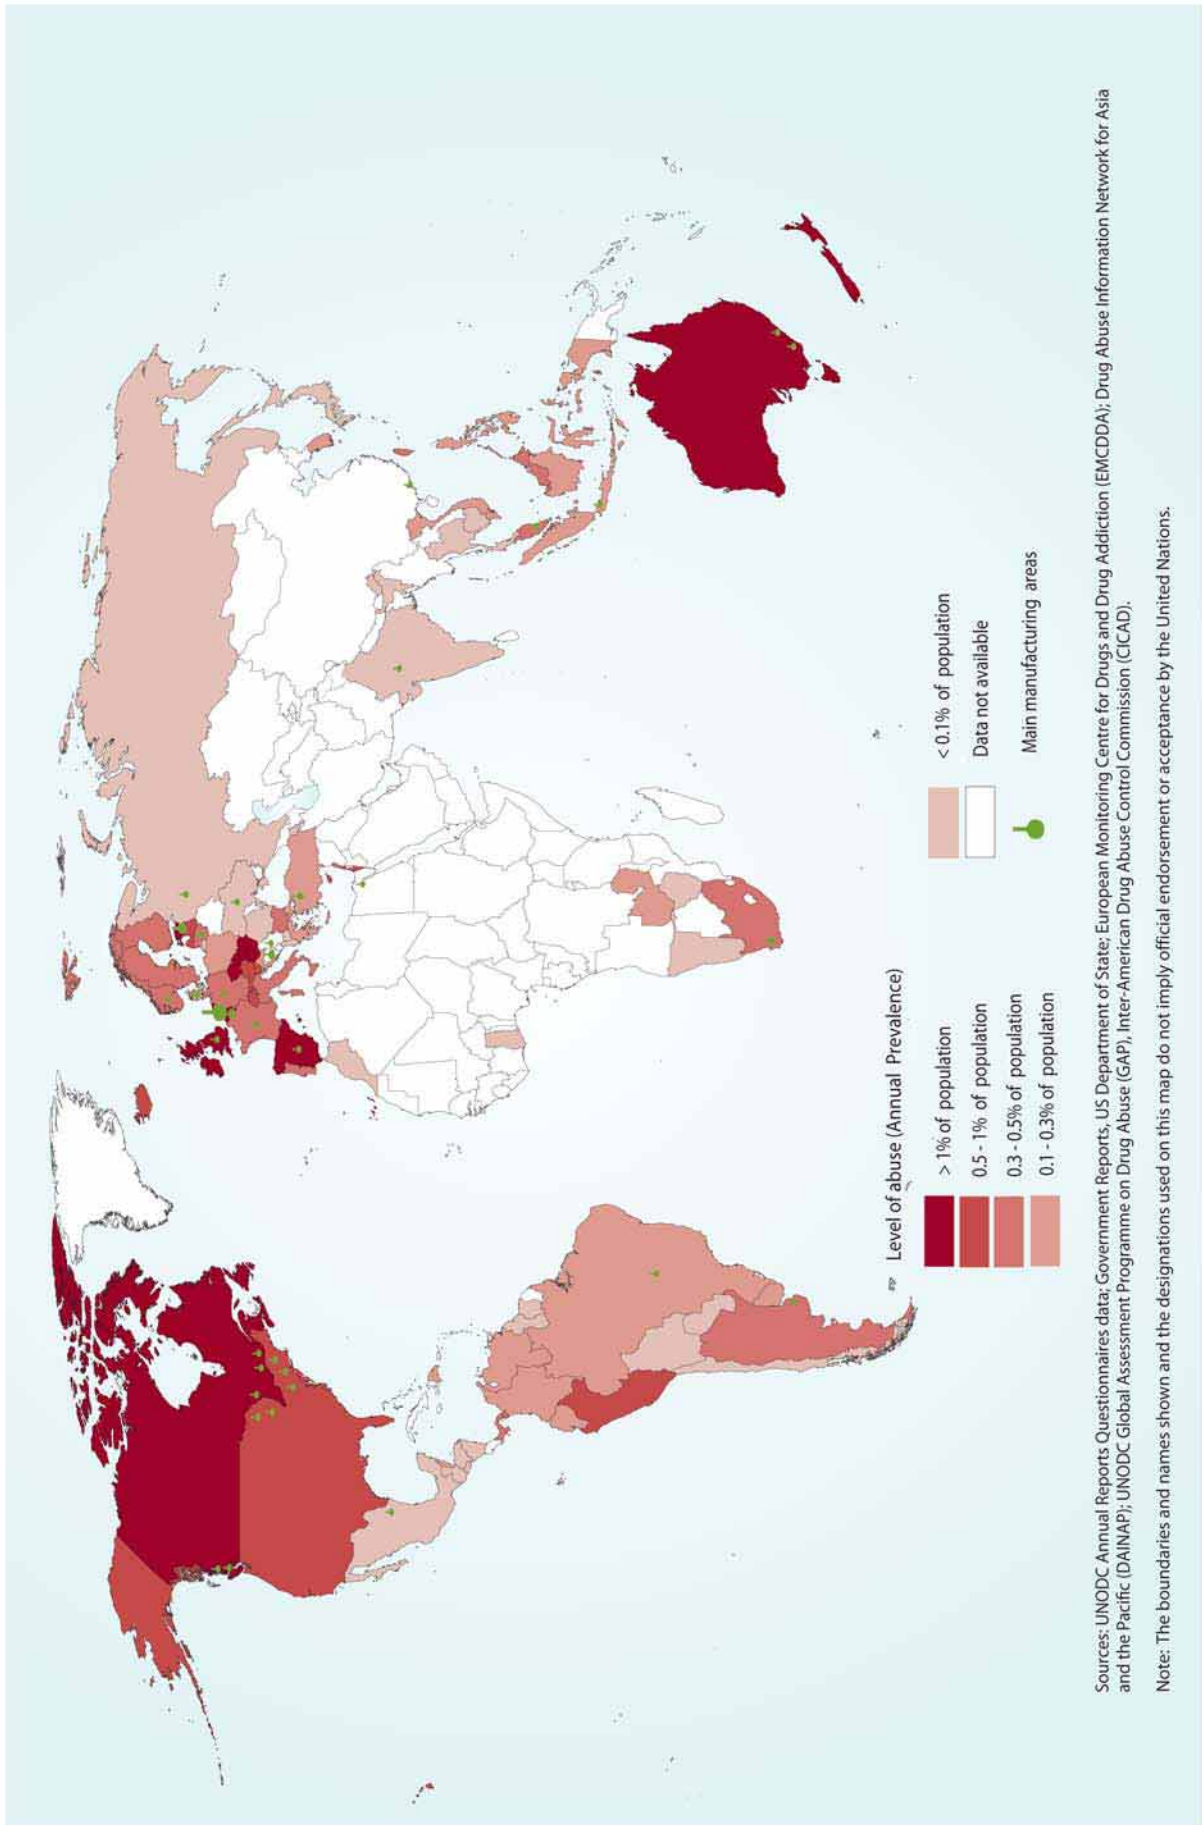 Level of abuse (Annual Prevalence)
> 1% of population
0.5 - 1% of population
0.3 - 0.5% of population
0.1 - 0.3% of population
< 0.1% of population
Data not available
Main manufacturing areas
Sources: UNODC Annual Reports Questionnaires data; Government Reports, US Department of State; European Monitoring Centre for Drugs and Drug Addiction (EMCDDA); Drug Abuse Information Network for Asia
and the Pacific (DAINAP); UNODC Global Assessment Programme on Drug Abuse (GAP), Inter-American Drug Abuse Control Commission (CICAD).
Note: The boundaries and names shown and the designations used on this map do not imply official endorsement or acceptance by the United Nations.